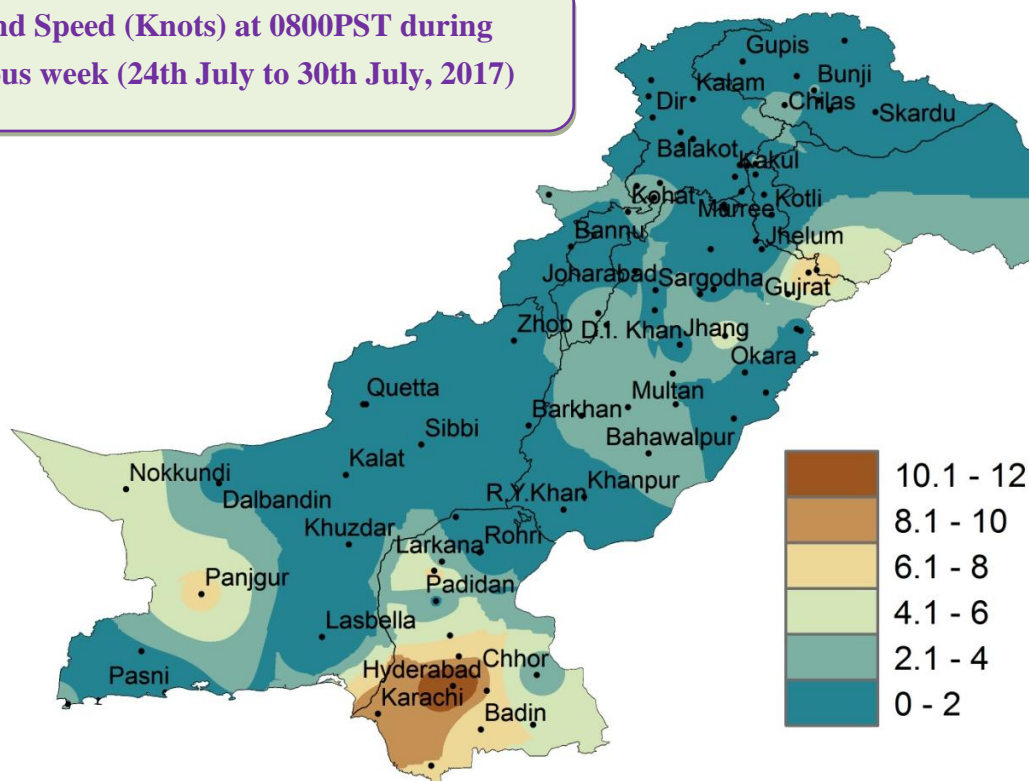 nd Speed (Knots) at 0800PST during
ous week (24th July to 30th July, 2017)
Gupis
Kalam
Bunji
Dir
Chilas
Skardu
Balakot
Kakul
Kohat
Murree
Kotli
Bannu
Jhelum
Joharabad
Sargodha
Gujrat
Zhob
D.I. Khan
Jhang
Okara
Quetta
Multan
Barkhan
Sibbi
Bahawalpur
Nokkundi
Kalat
Khanpur
Dalbandin
R.Y.Khan
Khuzdar
Rohri
Larkana
Panjgur
Padidan
Lasbella
Chhor
Pasni
Hyderabad
Karachi
Badin
10.1 - 12
8.1 - 10
6.1 - 8
4.1 - 6
2.1 - 4
0 - 2